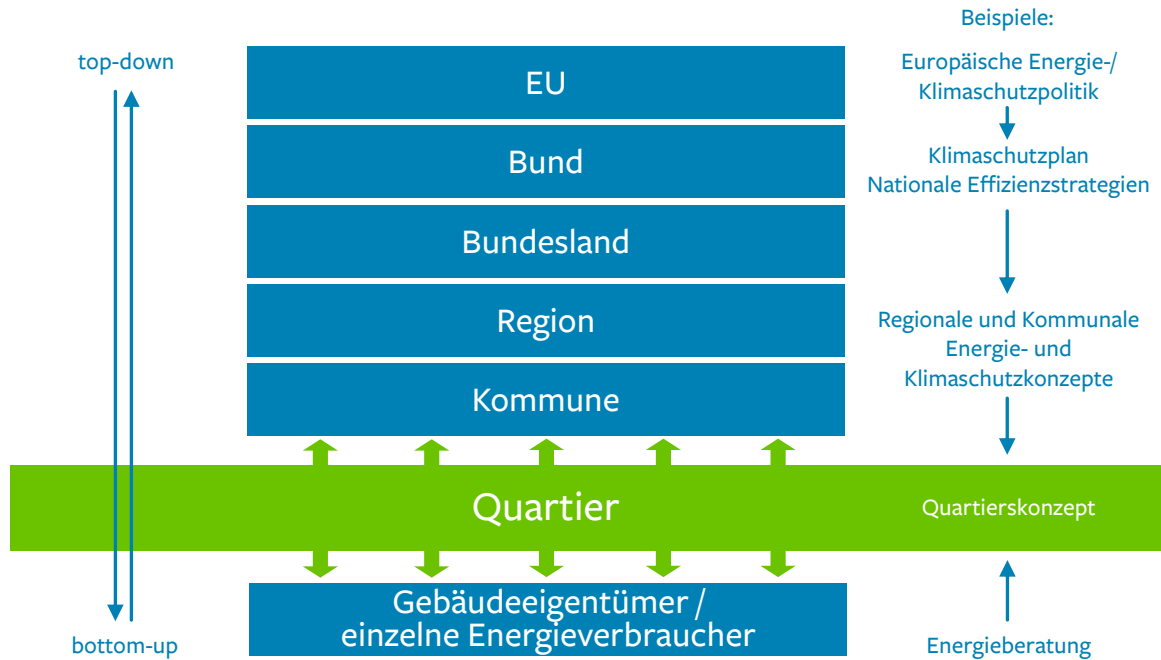 Beispiele:
top-down
EU
Europäische Energie-/
Klimaschutzpolitik
Bund
Klimaschutzplan
Nationale Effizienzstrategien
Bundesland
Region
Regionale und Kommunale
Energie- und
Klimaschutzkonzepte
Kommune
Quartier
Quartierskonzept
Gebäudeeigentümer /
einzelne Energieverbraucher
bottom-up
Energieberatung